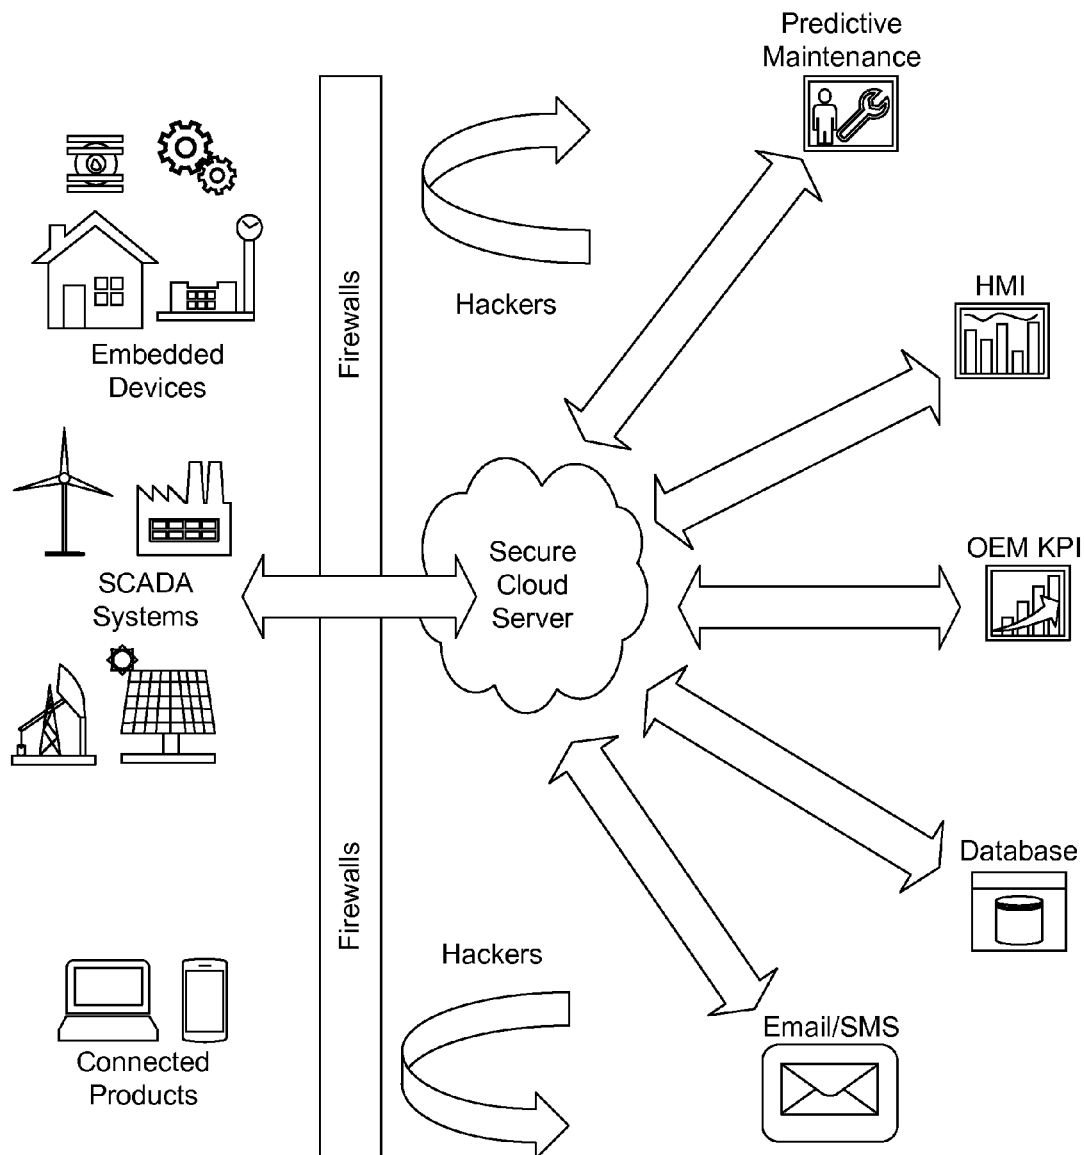 Predictive
Maintenance
Firewalls
Hackers
HMI
Embedded
Devices
Secure
Cloud
Server
OEM KPI
SCADA
Systems
Firewalls
Database
Hackers
Email/SMS
Connected
Products